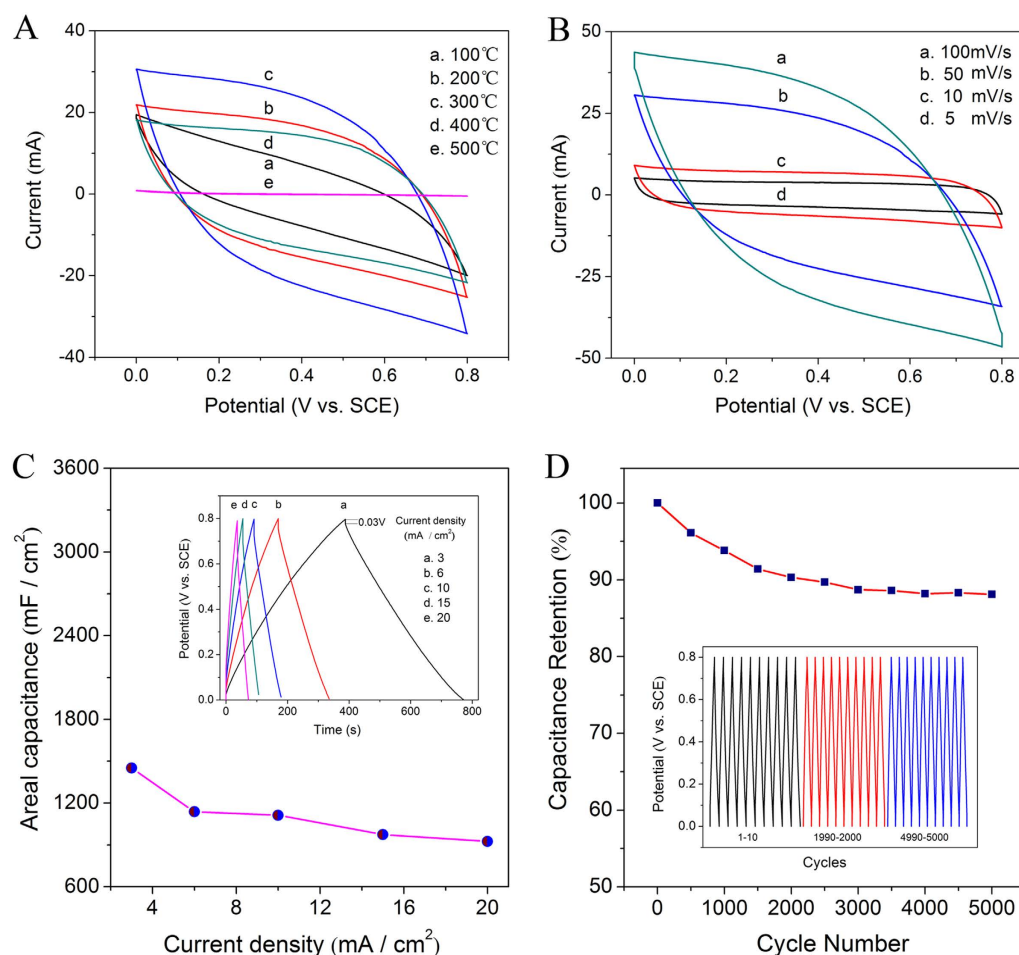 A
40
20
0
-20
-40
Current (mA)
c
b
d
a
e
a. 100℃
b. 200℃
c. 300℃
d. 400℃
e. 500℃
0.0 0.2 0.4 0.6 0.8
Potential (V vs. SCE)
B
50
25
0
-25
-50
Current (mA)
a
b
c
d
a. 100mV/s
b. 50 mV/s
c. 10 mV/s
d. 5 mV/s
0.0 0.2 0.4 0.6 0.8
Potential (V vs. SCE)
C
3600
3000
2400
1800
1200
600
Areal capacitance (mF / cm²)
e d c b a
0.8
0.6
0.4
0.2
0.0
Potential (V vs. SCE)
0.03V
Current density
(mA / cm²)
a. 3
b. 6
c. 10
d. 15
e. 20
0 200 400 600 800
Time (s)
4 8 12 16 20
Current density (mA / cm²)
D
100
90
80
70
60
50
Capacitance Retention (%)
0.8
0.6
0.4
0.2
0.0
Potential (V vs. SCE)
1-10 1990-2000 4990-5000
Cycles
0 1000 2000 3000 4000 5000
Cycle Number